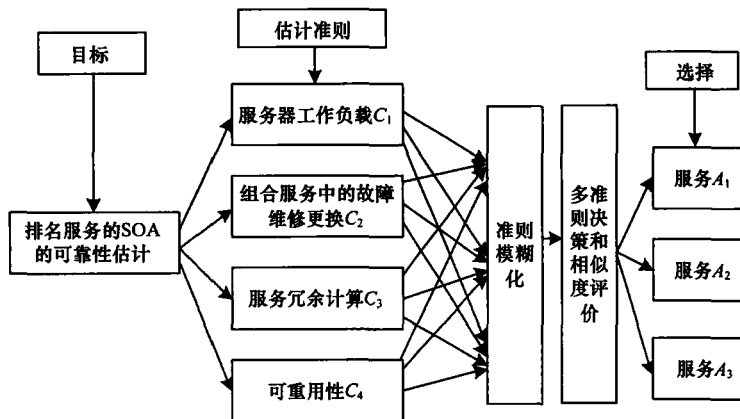 目标
估计准则
选择
排名服务的SOA
的可靠性估计
服务器工作负载C1
组合服务中的故障
维修更换C2
服务冗余计算C3
可重用性C4
准则
模糊
化
多准
则决
策和
相似
度评
价
服务A1
服务A2
服务A3